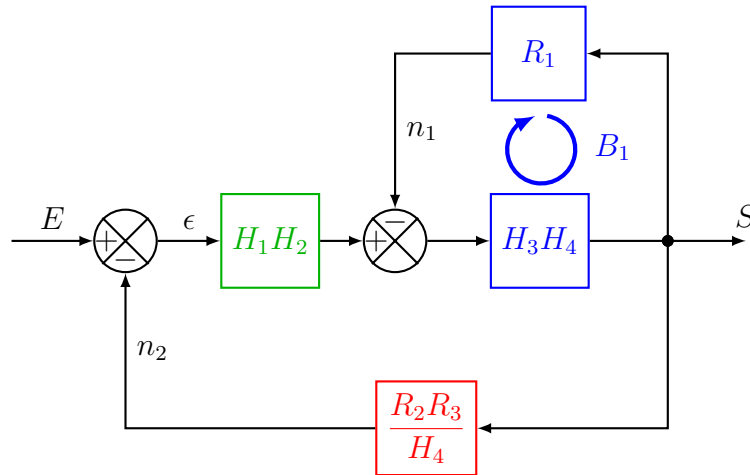 R₁
n₁
B₁
E
+
−
ϵ
H₁H₂
+
−
H₃H₄
S
n₂
R₂R₃
H₄